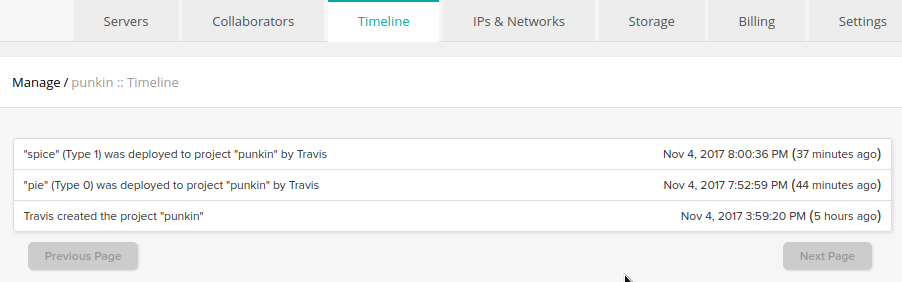 Servers Collaborators Timeline IPs & Networks Storage Billing Settings
Manage / punkin :: Timeline
"spice" (Type 1) was deployed to project "punkin" by Travis Nov 4, 2017 8:00:36 PM (37 minutes ago)
"pie" (Type 0) was deployed to project "punkin" by Travis Nov 4, 2017 7:52:59 PM (44 minutes ago)
Travis created the project "punkin" Nov 4, 2017 3:59:20 PM (5 hours ago)
Previous Page Next Page